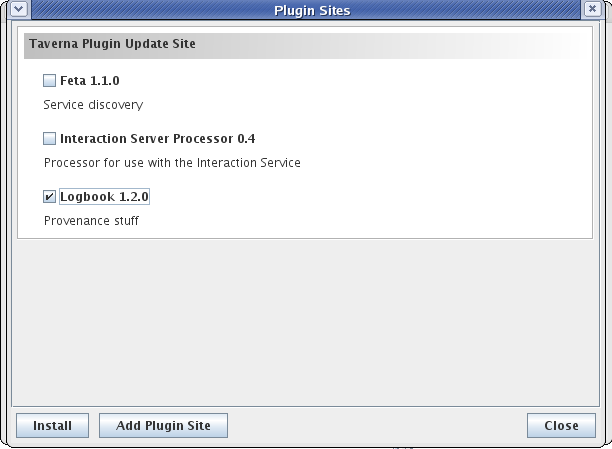 Plugin Sites
Taverna Plugin Update Site
Feta 1.1.0
Service discovery
Interaction Server Processor 0.4
Processor for use with the Interaction Service
Logbook 1.2.0
Provenance stuff
Install
Add Plugin Site
Close